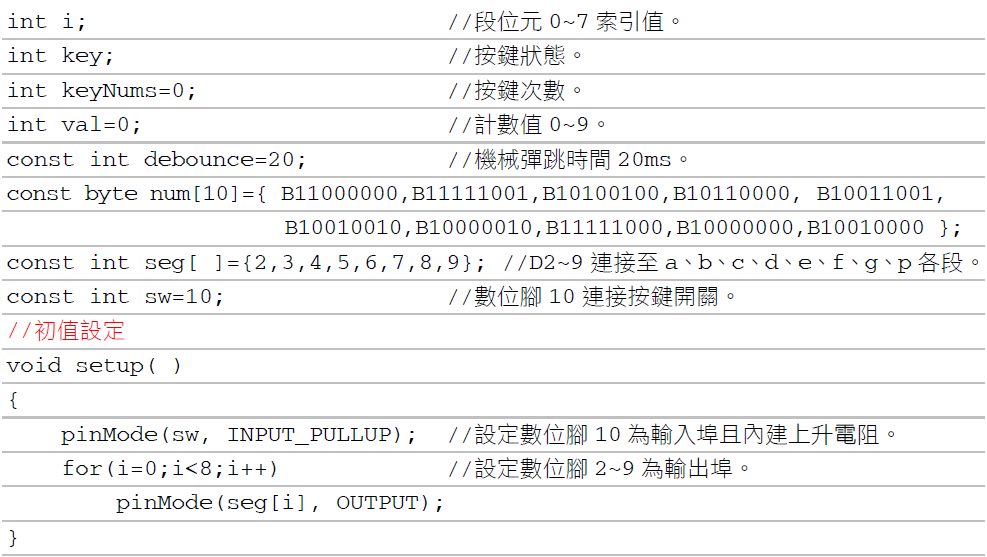 int i; //段位元 0~7 索引值。
int key; //按鍵狀態。
int keyNums=0; //按鍵次數。
int val=0; //計數值 0~9。
const int debounce=20; //機械彈跳時間 20ms。
const byte num[10]={ B11000000,B11111001,B10100100,B10110000, B10011001,
B10010010,B10000010,B11111000,B10000000,B10010000 };
const int seg[ ]={2,3,4,5,6,7,8,9}; //D2~9 連接至 a、b、c、d、e、f、g、p 各段。
const int sw=10; //數位腳 10 連接按鍵開關。
//初值設定
void setup( )
{
pinMode(sw, INPUT_PULLUP); //設定數位腳 10 為輸入埠且內建上升電阻。
for(i=0;i<8;i++) //設定數位腳 2~9 為輸出埠。
pinMode(seg[i], OUTPUT);
}